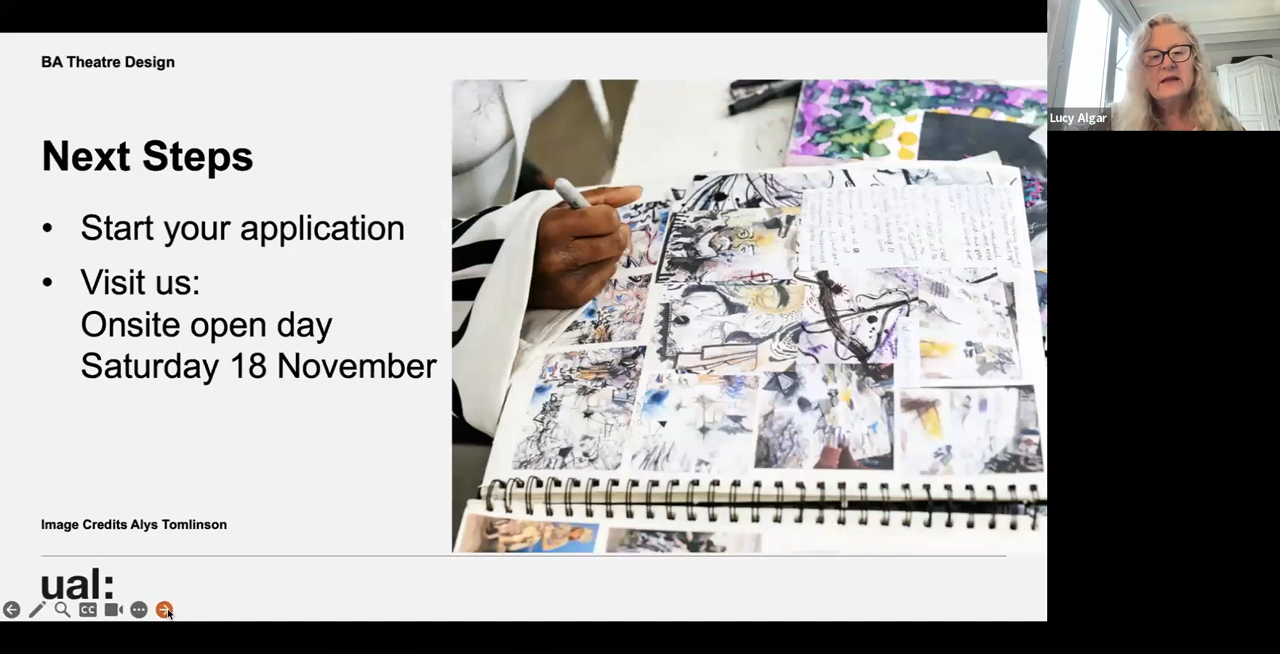 BA Theatre Design
Next Steps
• Start your application
• Visit us:
Onsite open day
Saturday 18 November
Image Credits Alys Tomlinson
ual:
CC
Lucy Algar